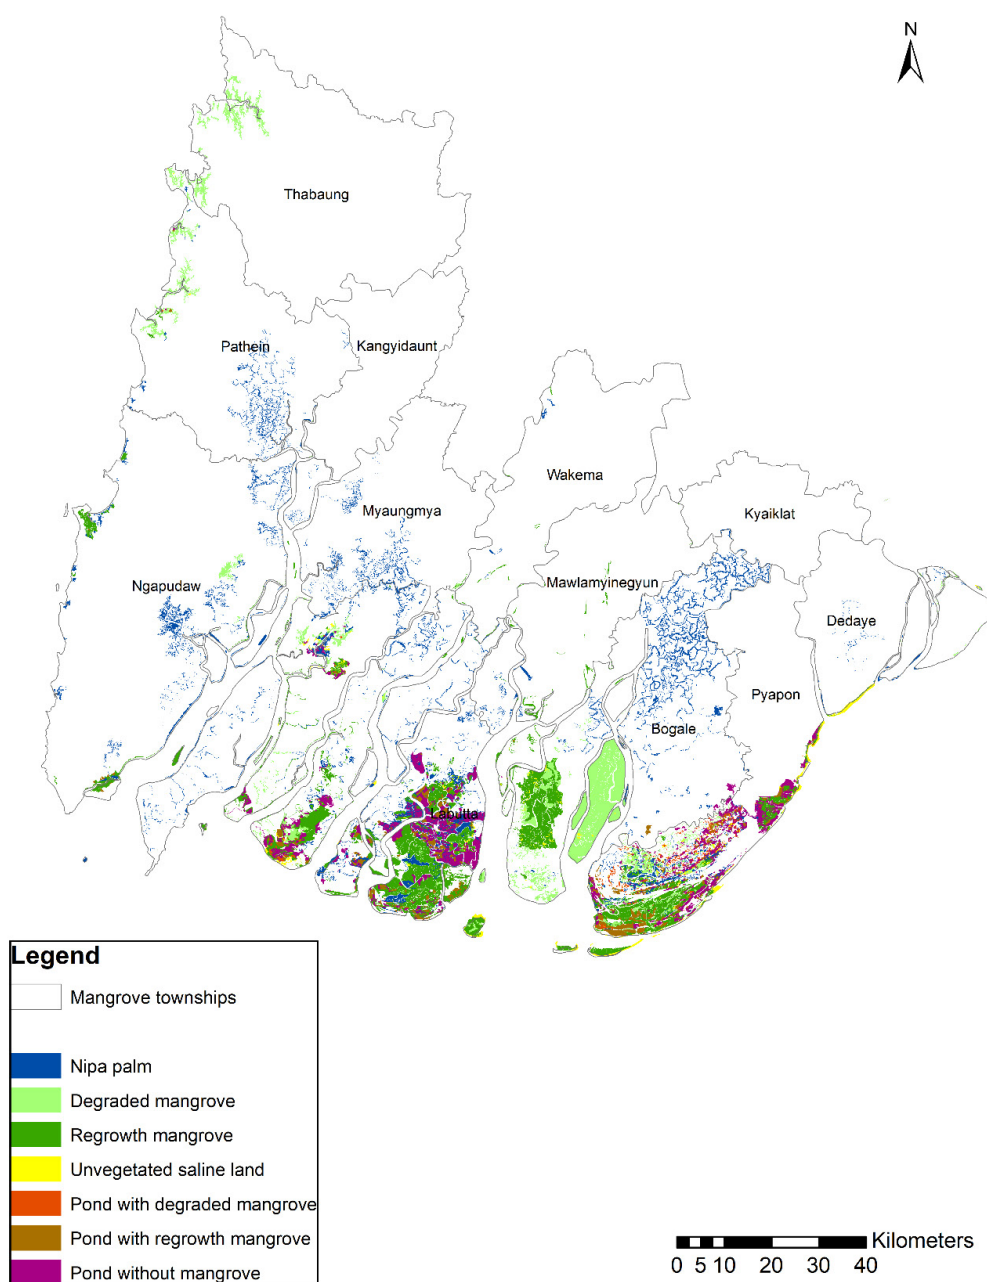 N
Thabaung
Pathein
Kangyidaunt
Wakema
Myaungmya
Kyaiklat
Ngapudaw
Mawlamyinegyun
Dedaye
Pyapon
Bogale
Labutta
Legend
Mangrove townships
Nipa palm
Degraded mangrove
Regrowth mangrove
Unvegetated saline land
Pond with degraded mangrove
Pond with regrowth mangrove
Pond without mangrove
Kilometers
0 5 10 20 30 40